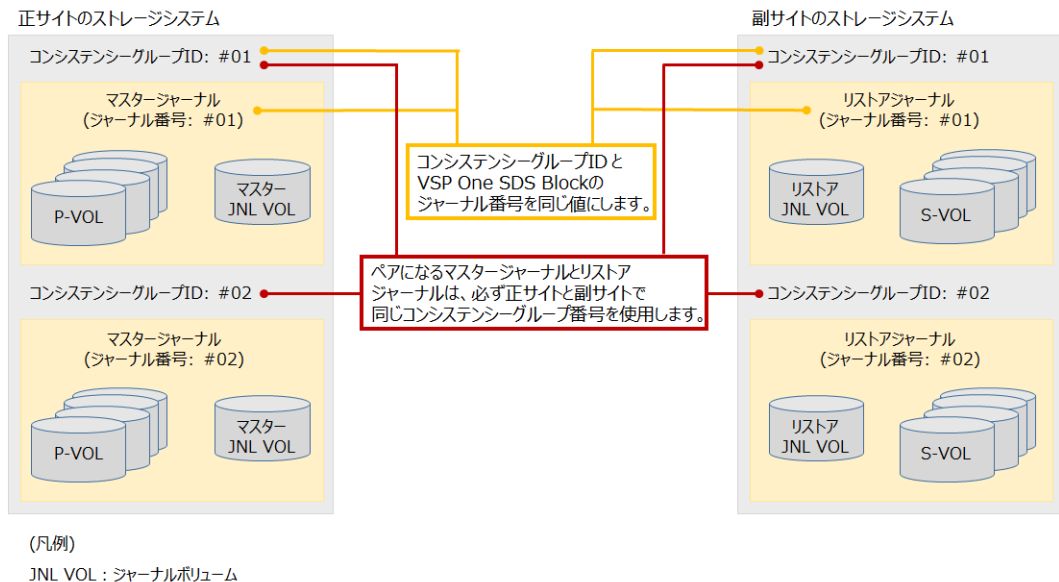 正サイトのストレージシステム
コンシステンシーグループID: #01
マスタージャーナル
(ジャーナル番号: #01)
P-VOL
マスター
JNL VOL
コンシステンシーグループID: #02
マスタージャーナル
(ジャーナル番号: #02)
P-VOL
マスター
JNL VOL
コンシステンシーグループIDと
VSP One SDS Blockの
ジャーナル番号を同じ値にします。
ペアになるマスタージャーナルとリストア
ジャーナルは、必ず正サイトと副サイトで
同じコンシステンシーグループ番号を使用します。
副サイトのストレージシステム
コンシステンシーグループID: #01
リストアジャーナル
(ジャーナル番号: #01)
リストア
JNL VOL
S-VOL
コンシステンシーグループID: #02
リストアジャーナル
(ジャーナル番号: #02)
リストア
JNL VOL
S-VOL
(凡例)
JNL VOL : ジャーナルボリューム